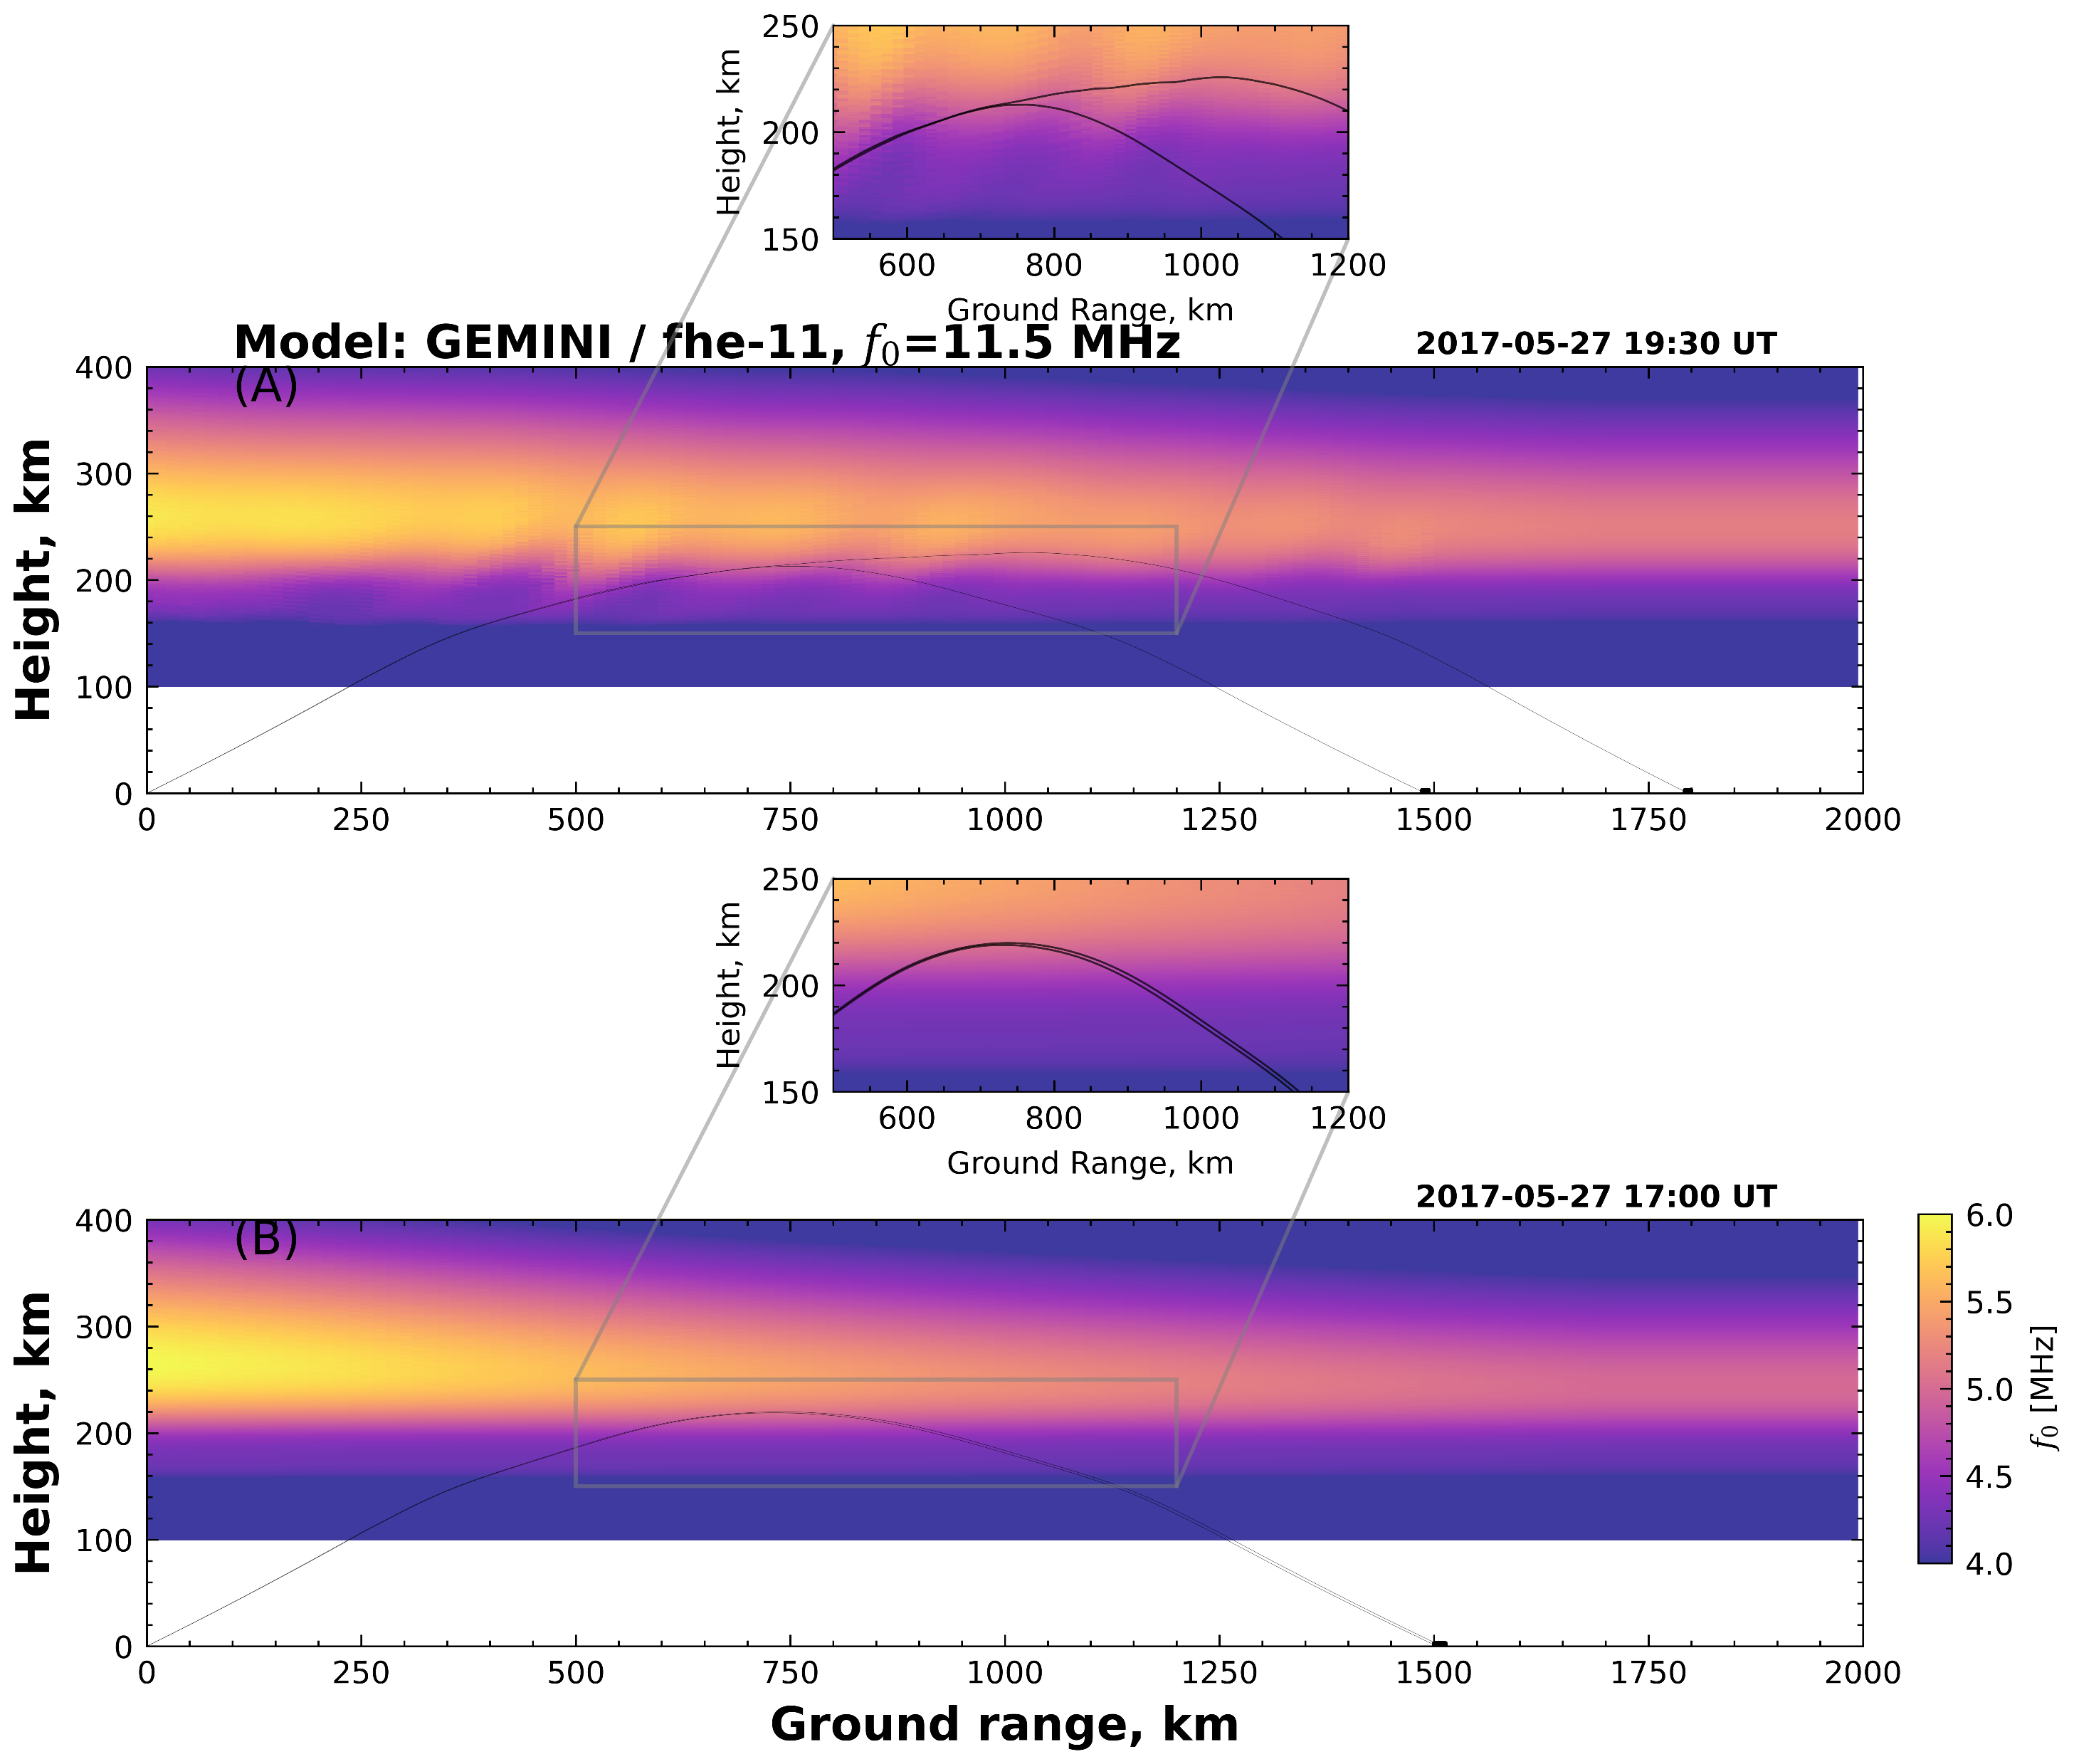 250
200
150
Height, km
600 800 1000 1200
Ground Range, km
Model: GEMINI / fhe-11, f₀=11.5 MHz
2017-05-27 19:30 UT
(A)
400
300
200
100
0
Height, km
0 250 500 750 1000 1250 1500 1750 2000
250
200
150
Height, km
600 800 1000 1200
Ground Range, km
2017-05-27 17:00 UT
(B)
400
300
200
100
0
Height, km
0 250 500 750 1000 1250 1500 1750 2000
Ground range, km
6.0
5.5
5.0
4.5
4.0
f₀ [MHz]